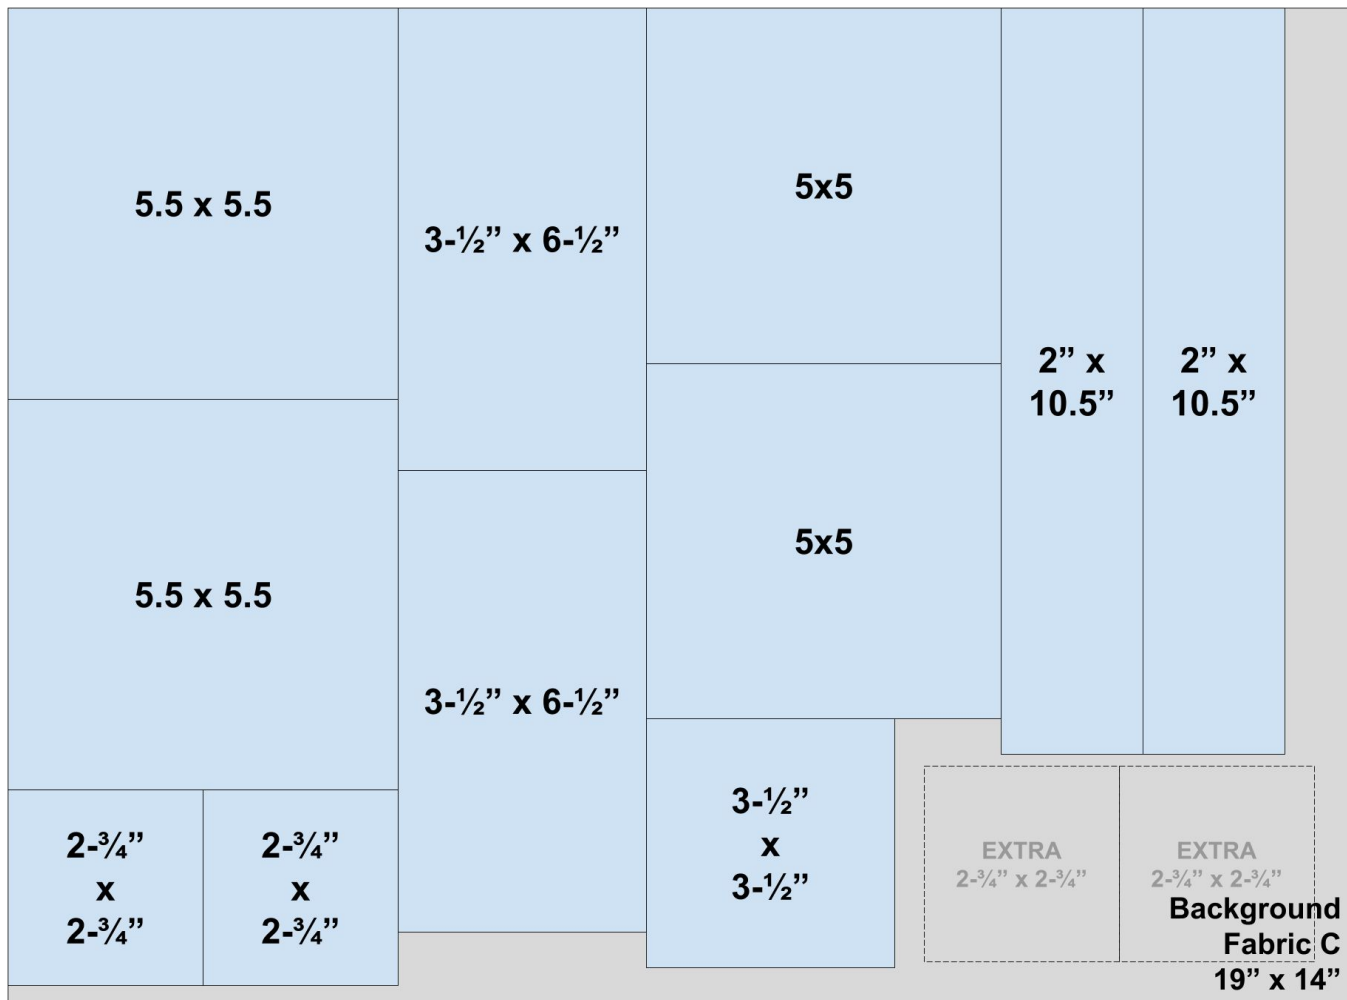 5.5 x 5.5
3-½” x 6-½”
5x5
2” x
10.5”
2” x
10.5”
5.5 x 5.5
5x5
3-½” x 6-½”
2-¾”
x
2-¾”
2-¾”
x
2-¾”
3-½”
x
3-½”
EXTRA
2-¾” x 2-¾”
EXTRA
2-¾” x 2-¾”
Background
Fabric C
19” x 14”